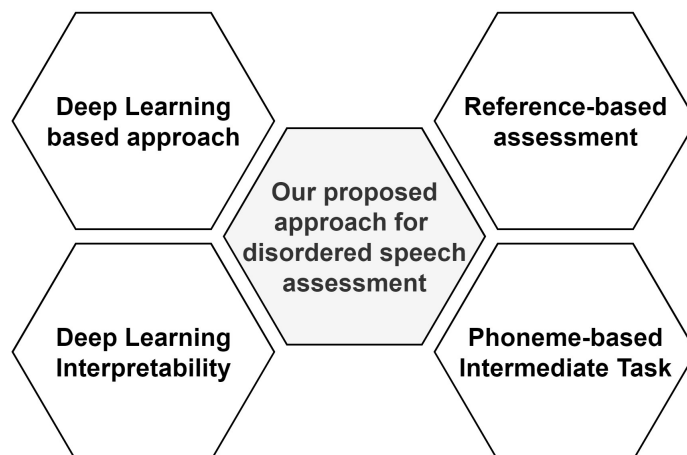 Deep Learning
based approach
Reference-based
assessment
Our proposed
approach for
disordered speech
assessment
Deep Learning
Interpretability
Phoneme-based
Intermediate Task